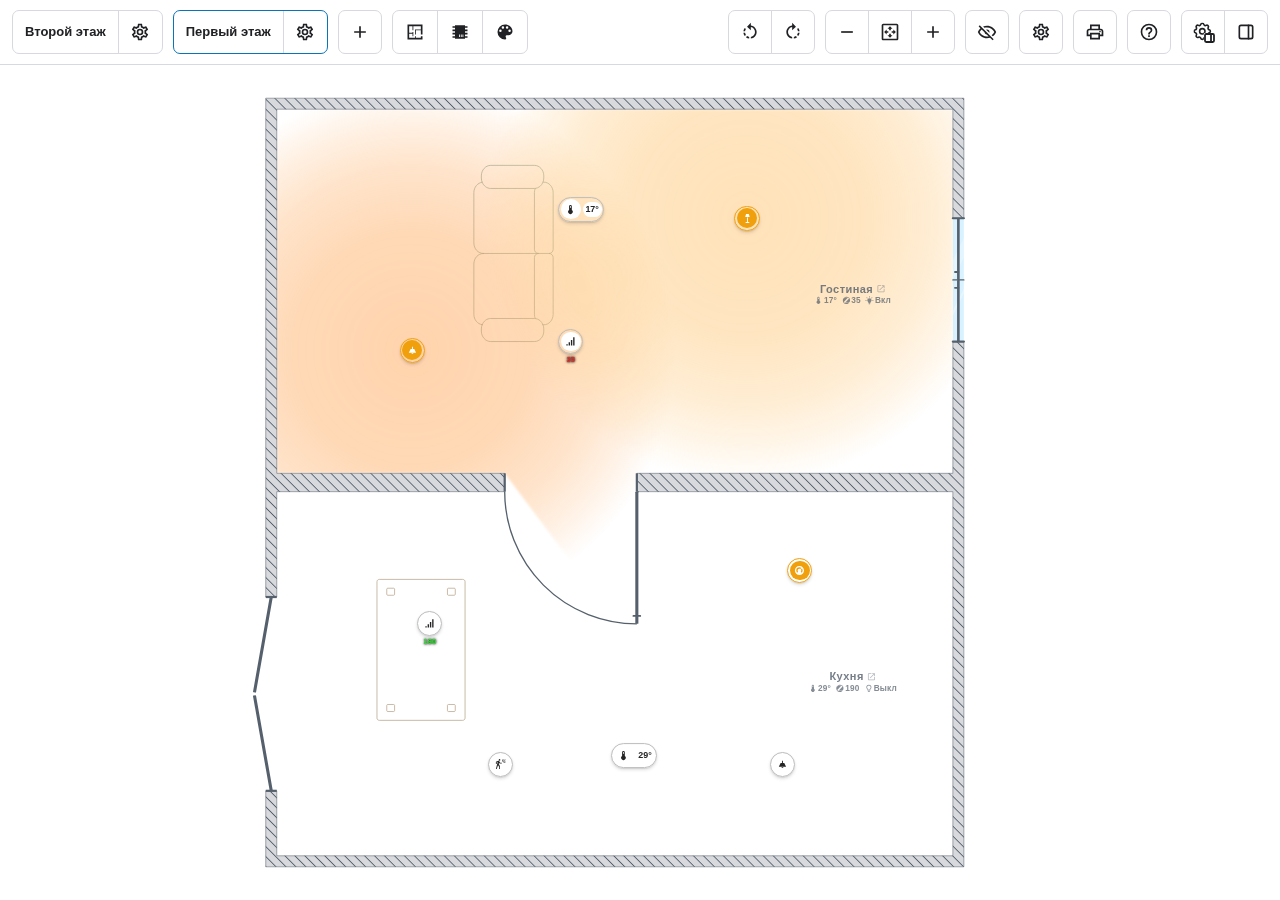 Второй этаж
Первый этаж
17°
Гостиная
17° 35 Вкл
Кухня
29° 190 Выкл
29°